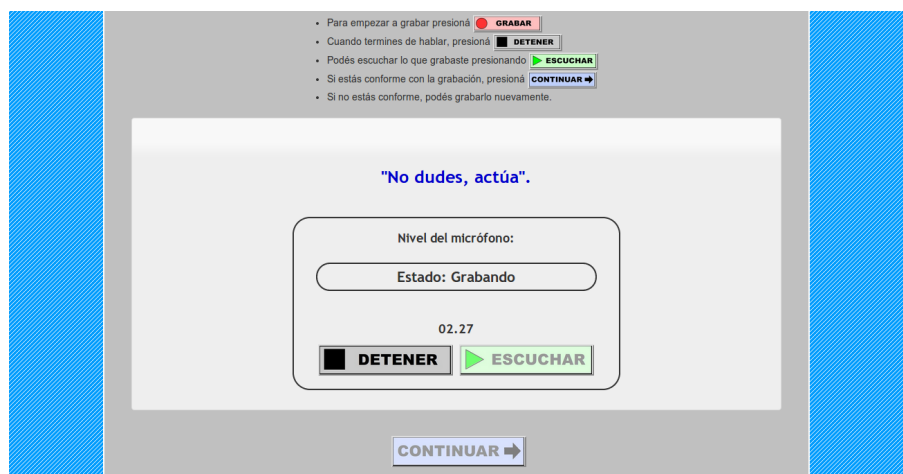 Para empezar a grabar presioná GRABAR
Cuando termines de hablar, presioná DETENER
Podés escuchar lo que grabaste presionando ESCUCHAR
Si estás conforme con la grabación, presioná CONTINUAR
Si no estás conforme, podés grabarlo nuevamente.
"No dudes, actúa".
Nivel del micrófono:
Estado: Grabando
02.27
DETENER ESCUCHAR
CONTINUAR